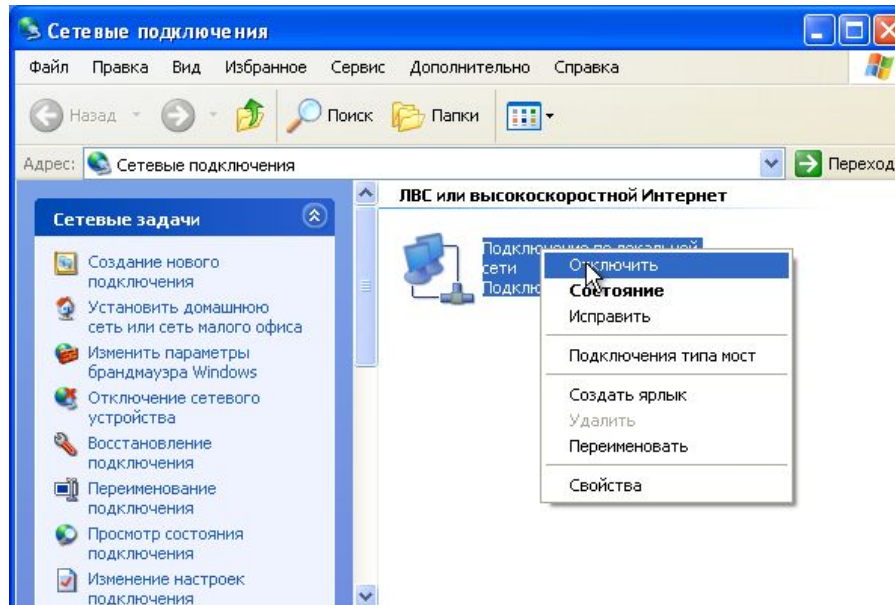 Сетевые подключения
Файл Правка Вид Избранное Сервис Дополнительно Справка
Назад Поиск Папки
Адрес: Сетевые подключения Переход
Сетевые задачи
Создание нового
подключения
Установить домашнюю
сеть или сеть малого офиса
Изменить параметры
брандмауэра Windows
Отключение сетевого
устройства
Восстановление
подключения
Переименование
подключения
Просмотр состояния
подключения
Изменение настроек
подключения
ЛВС или высокоскоростной Интернет
Подключение по локальной
сети
Отключить
Состояние
Исправить
Подключения типа мост
Создать ярлык
Удалить
Переименовать
Свойства